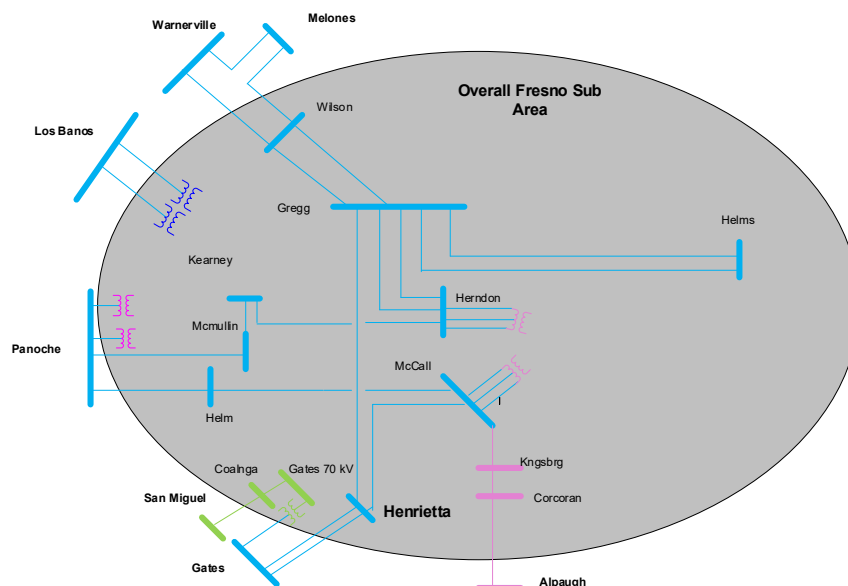 Melones
Warnerville
Overall Fresno Sub
Area
Wilson
Los Banos
Gregg
Helms
Kearney
Herndon
Mcmullin
Panoche
McCall
Helm
Kngsbrg
Coalnga
Gates 70 kV
San Miguel
Corcoran
Henrietta
Gates
Alpaugh